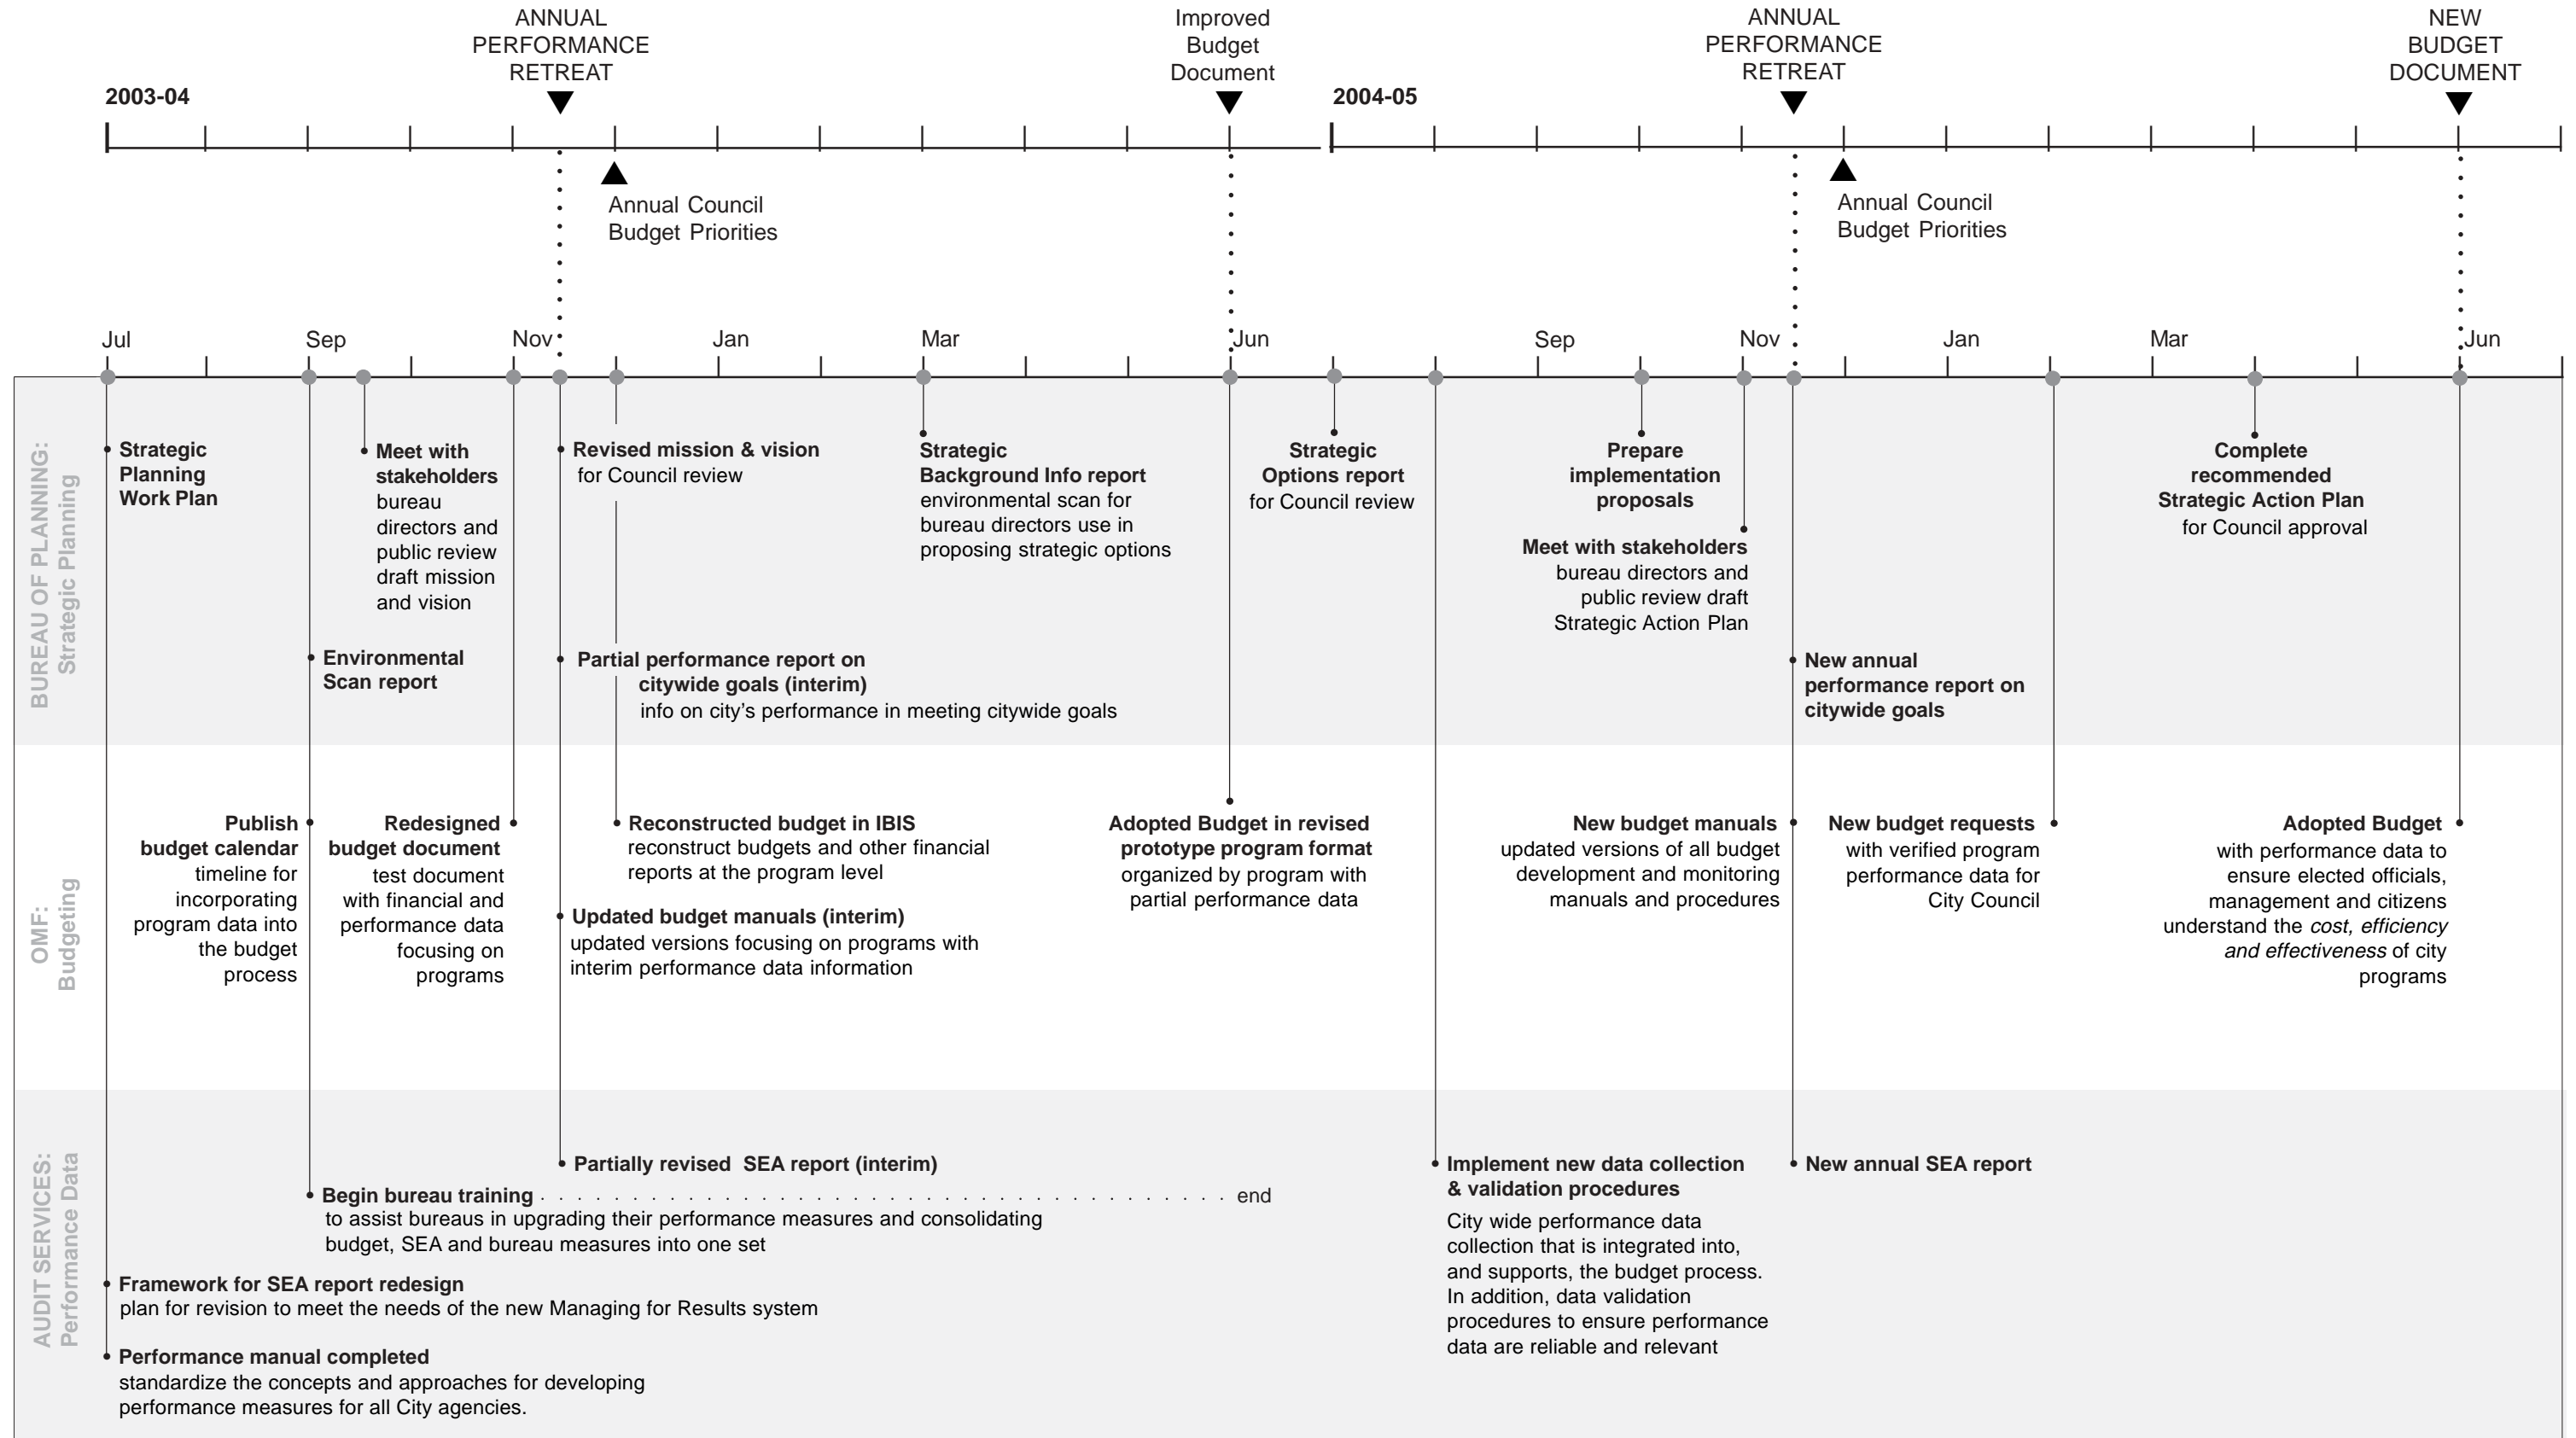 ANNUAL
PERFORMANCE
RETREAT
Improved
Budget
Document
ANNUAL
PERFORMANCE
RETREAT
NEW
BUDGET
DOCUMENT
2003-04
2004-05
Annual Council
Budget Priorities
Annual Council
Budget Priorities
Jul
Sep
Nov
Jan
Mar
Jun
Sep
Nov
Jan
Mar
Jun
BUREAU OF PLANNING:
Strategic Planning
Strategic
Planning
Work Plan
Meet with
stakeholders
bureau
directors and
public review
draft mission
and vision
Revised mission & vision
for Council review
Strategic
Background Info report
environmental scan for
bureau directors use in
proposing strategic options
Strategic
Options report
for Council review
Prepare
implementation
proposals
Meet with stakeholders
bureau directors and
public review draft
Strategic Action Plan
Complete
recommended
Strategic Action Plan
for Council approval
Environmental
Scan report
Partial performance report on
citywide goals (interim)
info on city's performance in meeting citywide goals
New annual
performance report on
citywide goals
OMF:
Budgeting
Publish
budget calendar
timeline for
incorporating
program data into
the budget
process
Redesigned
budget document
test document
with financial and
performance data
focusing on
programs
Reconstructed budget in IBIS
reconstruct budgets and other financial
reports at the program level
Updated budget manuals (interim)
updated versions focusing on programs with
interim performance data information
Adopted Budget in revised
prototype program format
organized by program with
partial performance data
New budget manuals
updated versions of all budget
development and monitoring
manuals and procedures
New budget requests
with verified program
performance data for
City Council
Adopted Budget
with performance data to
ensure elected officials,
management and citizens
understand the cost, efficiency
and effectiveness of city
programs
AUDIT SERVICES:
Performance Data
Partially revised SEA report (interim)
Begin bureau training . . . . . . . . . . . . . . . . . . . . . . . . . . . . . . . . . . . . . . end
to assist bureaus in upgrading their performance measures and consolidating
budget, SEA and bureau measures into one set
Framework for SEA report redesign
plan for revision to meet the needs of the new Managing for Results system
Performance manual completed
standardize the concepts and approaches for developing
performance measures for all City agencies.
Implement new data collection
& validation procedures
City wide performance data
collection that is integrated into,
and supports, the budget process.
In addition, data validation
procedures to ensure performance
data are reliable and relevant
New annual SEA report